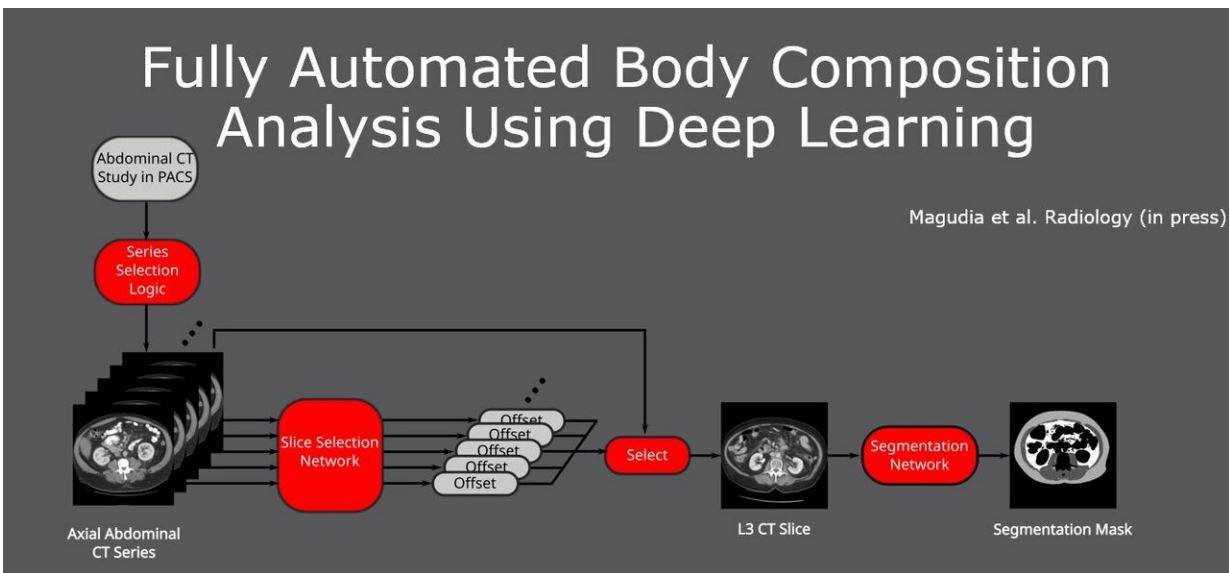 Fully Automated Body Composition
Analysis Using Deep Learning
Abdominal CT
Study in PACS
Magudia et al. Radiology (in press)
Series
Selection
Logic
Offset
Offset
Offset
Offset
Offset
Slice Selection
Network
Select
Segmentation
Network
Axial Abdominal
CT Series
L3 CT Slice
Segmentation Mask